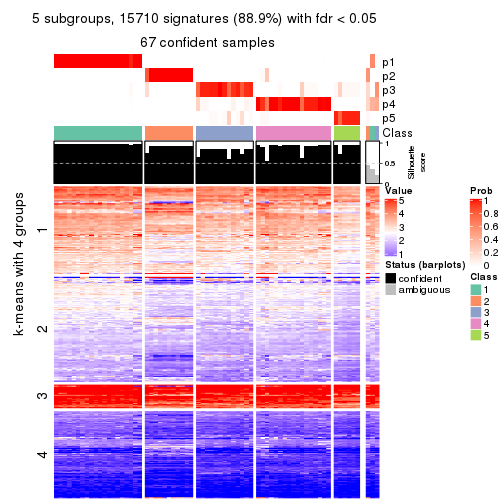 5 subgroups, 15710 signatures (88.9%) with fdr < 0.05
67 confident samples
p1
p2
p3
p4
p5
Class
1
0.5
0
Silhouette
score
k-means with 4 groups
1
2
3
4
Value
5
4
3
2
1
Status (barplots)
confident
ambiguous
Prob
1
0.8
0.6
0.4
0.2
0
Class
1
2
3
4
5